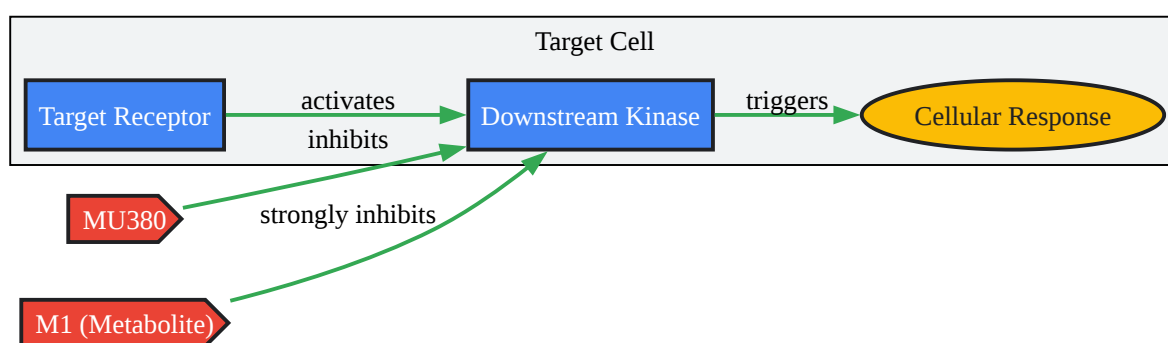 Target Cell
Target Receptor
activates
Downstream Kinase
triggers
Cellular Response
inhibits
MU380
strongly inhibits
M1 (Metabolite)